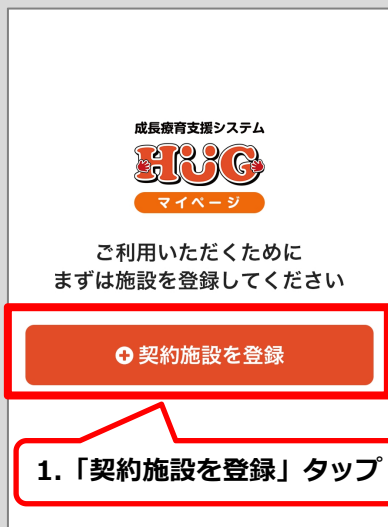 成長療育支援システム
HUG
マイページ
ご利用いただくために
まずは施設を登録してください
契約施設を登録
1.「契約施設を登録」タップ